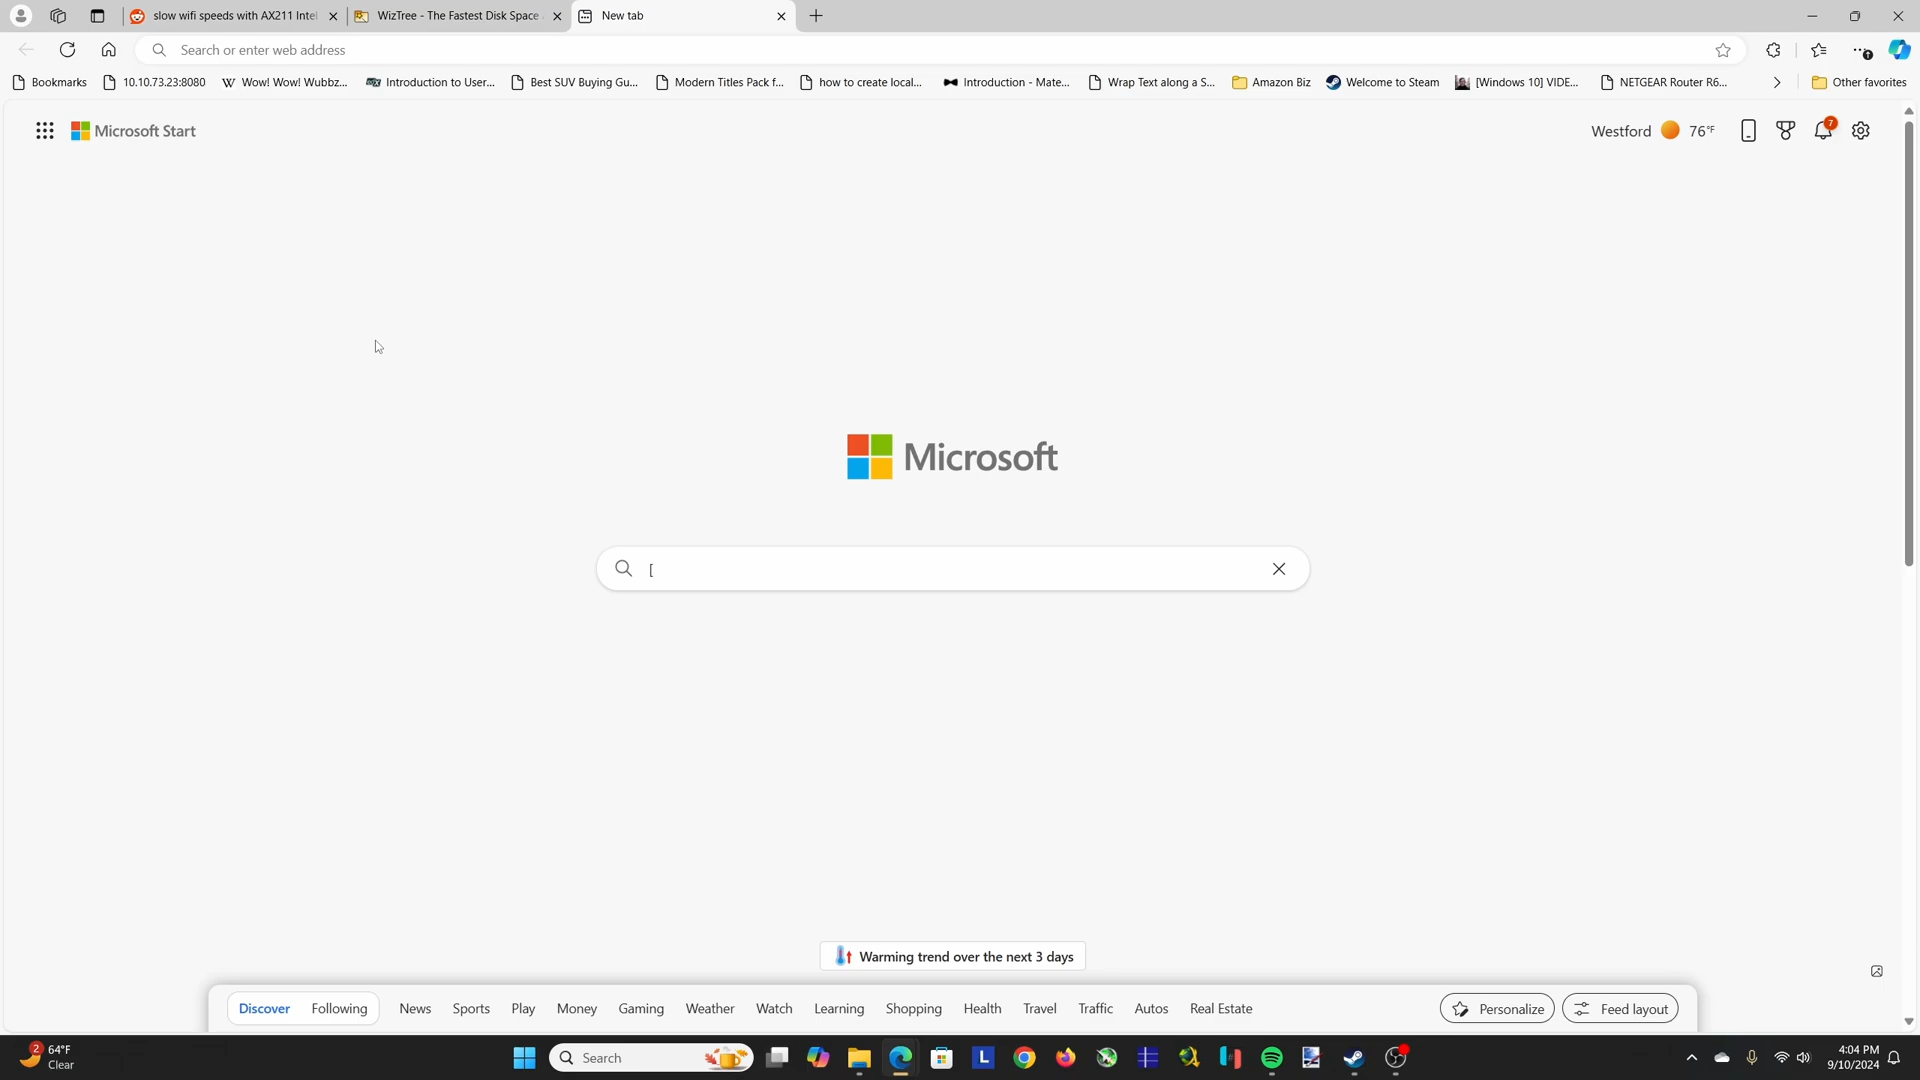 slow wifi speeds with AX211 Intel
WizTree - The Fastest Disk Space
New tab
Search or enter web address
Bookmarks
10.10.73.23:8080
Wow! Wow! Wubbz...
Introduction to User...
Best SUV Buying Gu...
Modern Titles Pack f...
how to create local...
Introduction - Mate...
Wrap Text along a S...
Amazon Biz
Welcome to Steam
[Windows 10] VIDE...
NETGEAR Router R6...
Other favorites
Microsoft Start
Westford
76°F
7
Microsoft
[
Warming trend over the next 3 days
Discover
Following
News
Sports
Play
Money
Gaming
Weather
Watch
Learning
Shopping
Health
Travel
Traffic
Autos
Real Estate
Personalize
Feed layout
2
64°F
Clear
Search
L
4:04 PM
9/10/2024